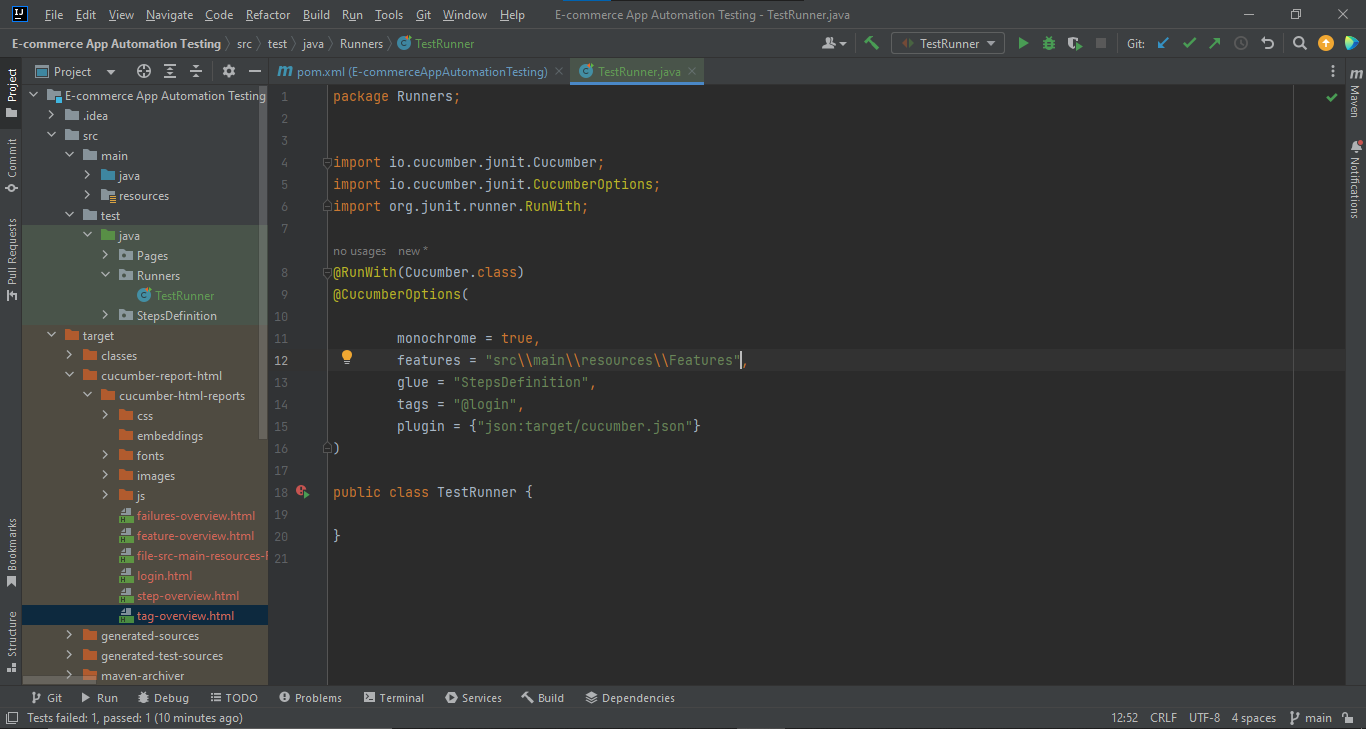 File Edit View Navigate Code Refactor Build Run Tools Git Window Help E-commerce App Automation Testing - TestRunner.java
E-commerce App Automation Testing src test java Runners TestRunner TestRunner Git:
Project pom.xml (E-commerceAppAutomationTesting) TestRunner.java
Project
Commit
Pull Requests
Bookmarks
Structure
E-commerce App Automation Testing
.idea
src
main
java
resources
test
java
Pages
Runners
TestRunner
StepsDefinition
target
classes
cucumber-report-html
cucumber-html-reports
css
embeddings
fonts
images
js
failures-overview.html
feature-overview.html
file-src-main-resources-
login.html
step-overview.html
tag-overview.html
generated-sources
generated-test-sources
maven-archiver
1 package Runners;
2
3
4 import io.cucumber.junit.Cucumber;
5 import io.cucumber.junit.CucumberOptions;
6 import org.junit.runner.RunWith;
7
no usages new *
8 @RunWith(Cucumber.class)
9 @CucumberOptions(
10
11 monochrome = true,
12 features = "src\\main\\resources\\Features",
13 glue = "StepsDefinition",
14 tags = "@login",
15 plugin = {"json:target/cucumber.json"}
16 )
17
18 public class TestRunner {
19
20 }
21
Maven
Notifications
Git Run Debug TODO Problems Terminal Services Build Dependencies
Tests failed: 1, passed: 1 (10 minutes ago) 12:52 CRLF UTF-8 4 spaces main